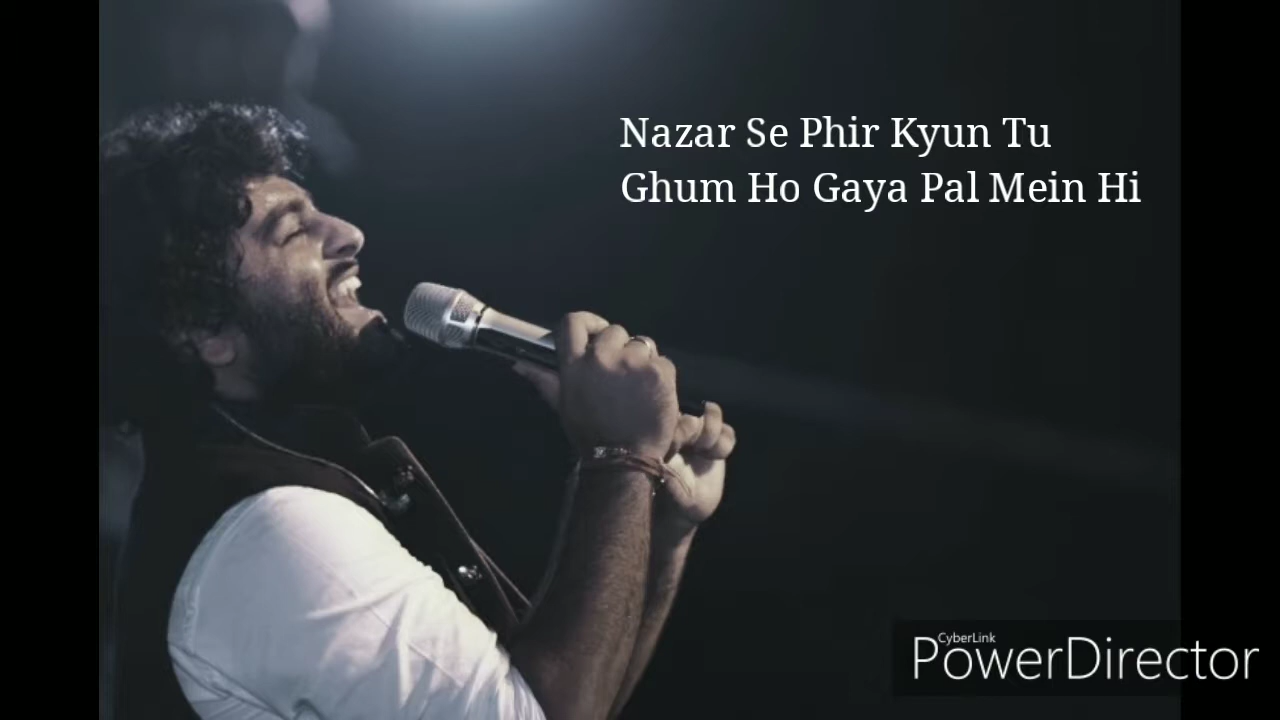 Nazar Se Phir Kyun Tu
Ghum Ho Gaya Pal Mein Hi
CyberLink
PowerDirector